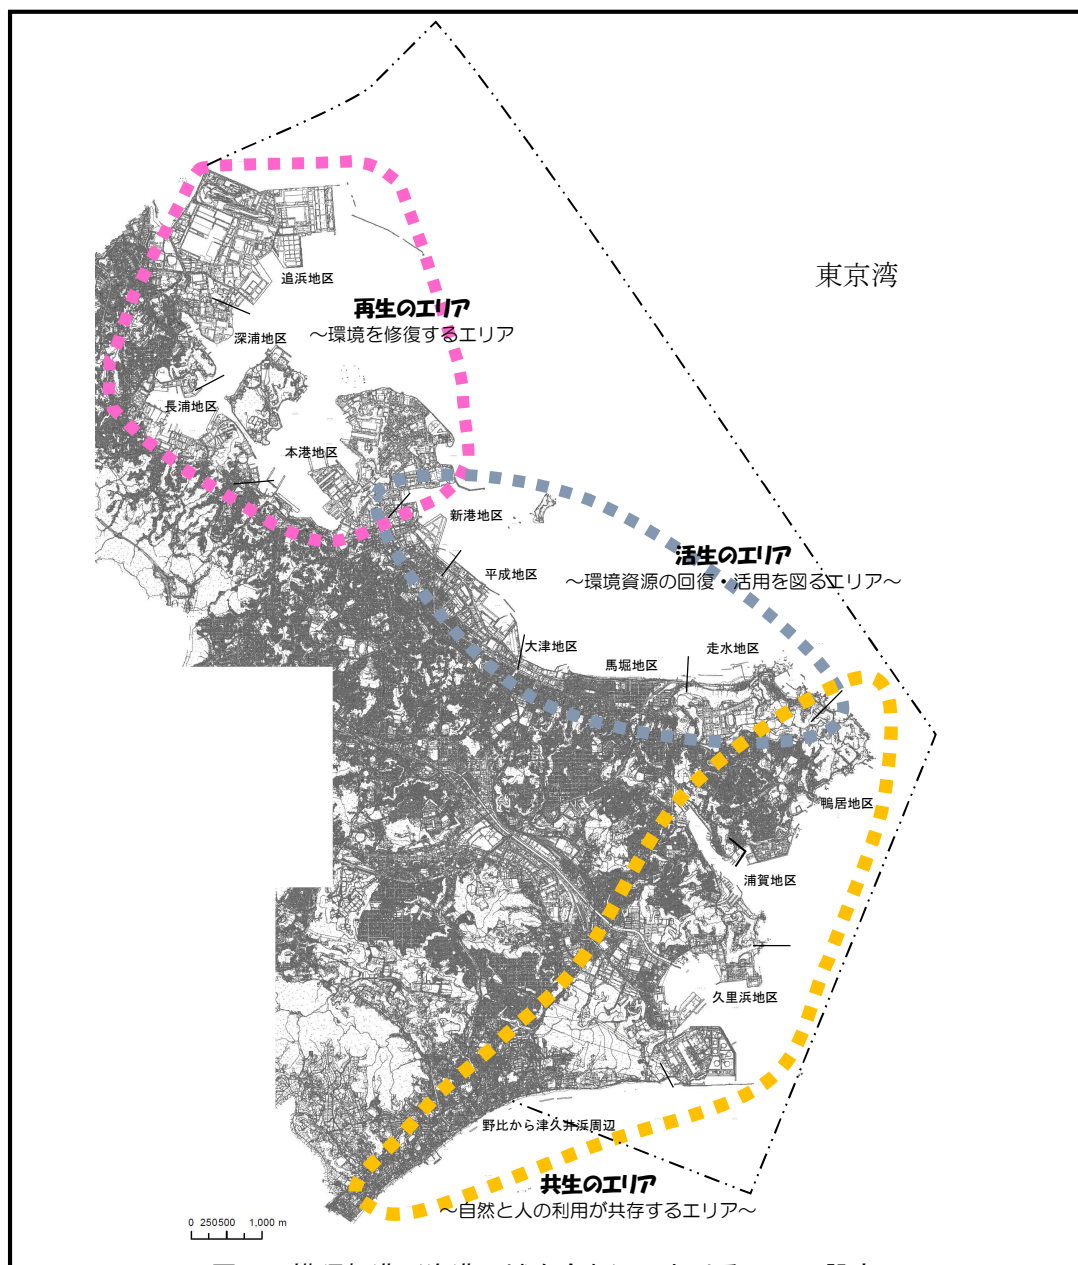 東京湾
追浜地区
再生のエリア
～環境を修復するエリア
深浦地区
長浦地区
本港地区
新港地区
活生のエリア
平成地区
～環境資源の回復・活用を図るエリア～
大津地区
走水地区
馬堀地区
鴨居地区
浦賀地区
久里浜地区
野比から津久井浜周辺
共生のエリア
～自然と人の利用が共存するエリア～
0 250500 1,000 m